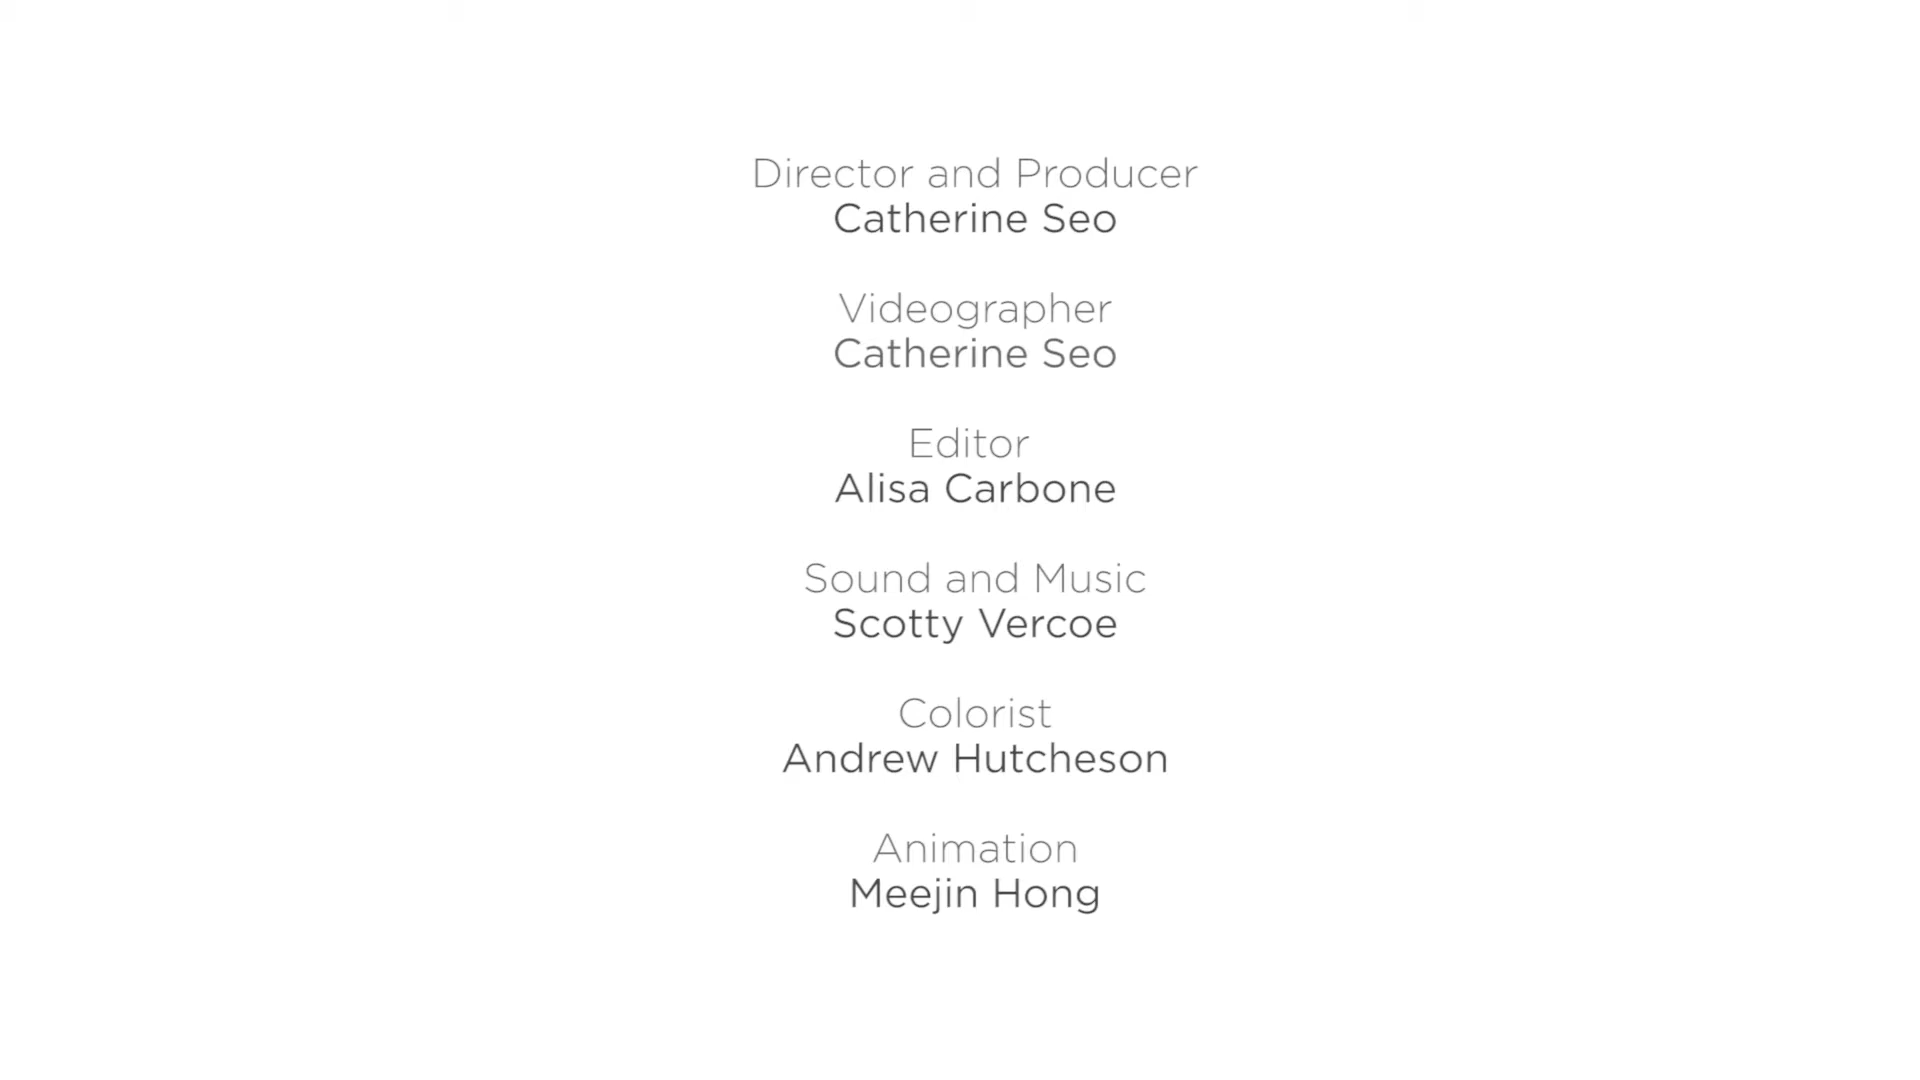 Director and Producer
Catherine Seo
Videographer
Catherine Seo
Editor
Alisa Carbone
Sound and Music
Scotty Vercoe
Colorist
Andrew Hutcheson
Animation
Meejin Hong